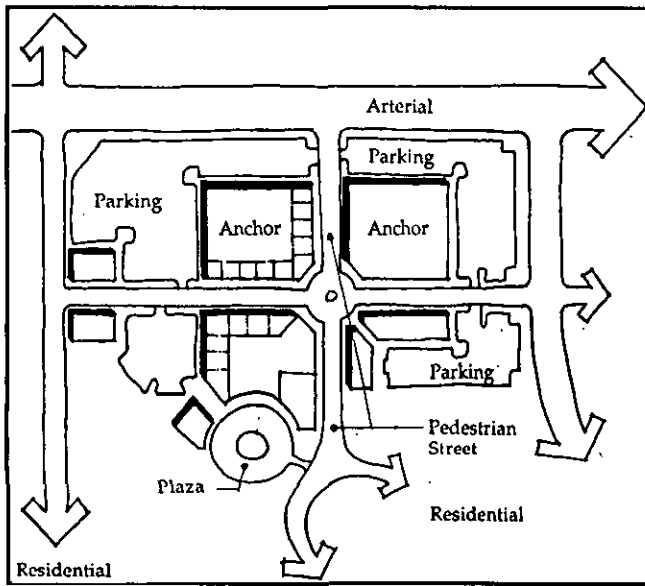 Arterial
Parking
Parking
Anchor
Anchor
Parking
Pedestrian
Street
Plaza
Residential
Residential